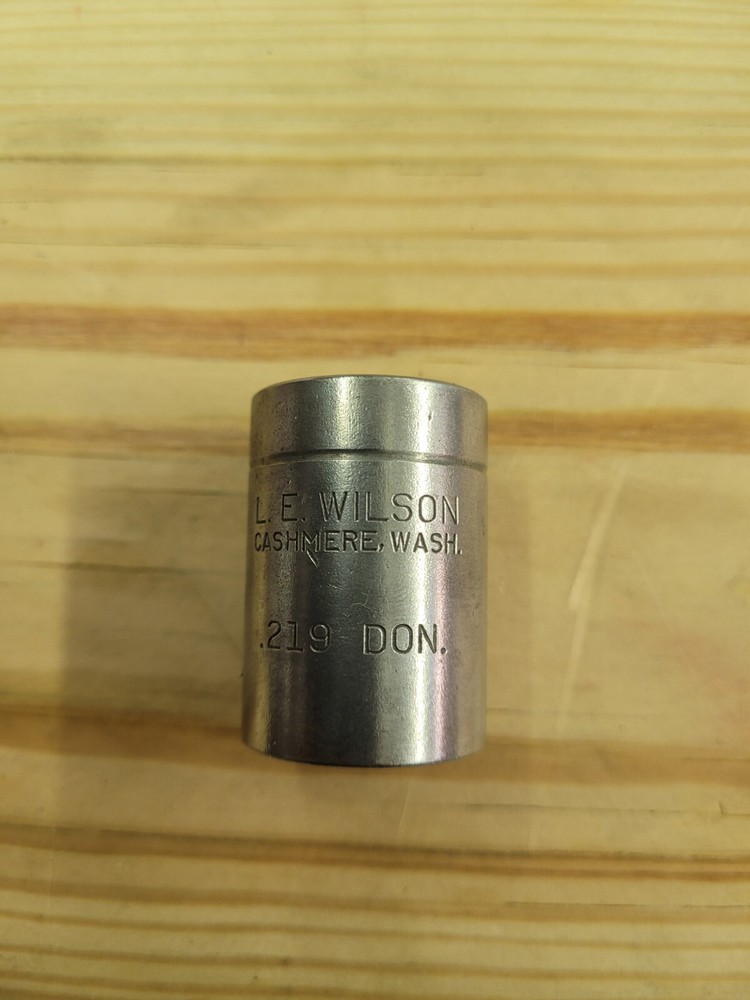 L. E. WILSON
CASHMERE, WASH.
.219 DON.